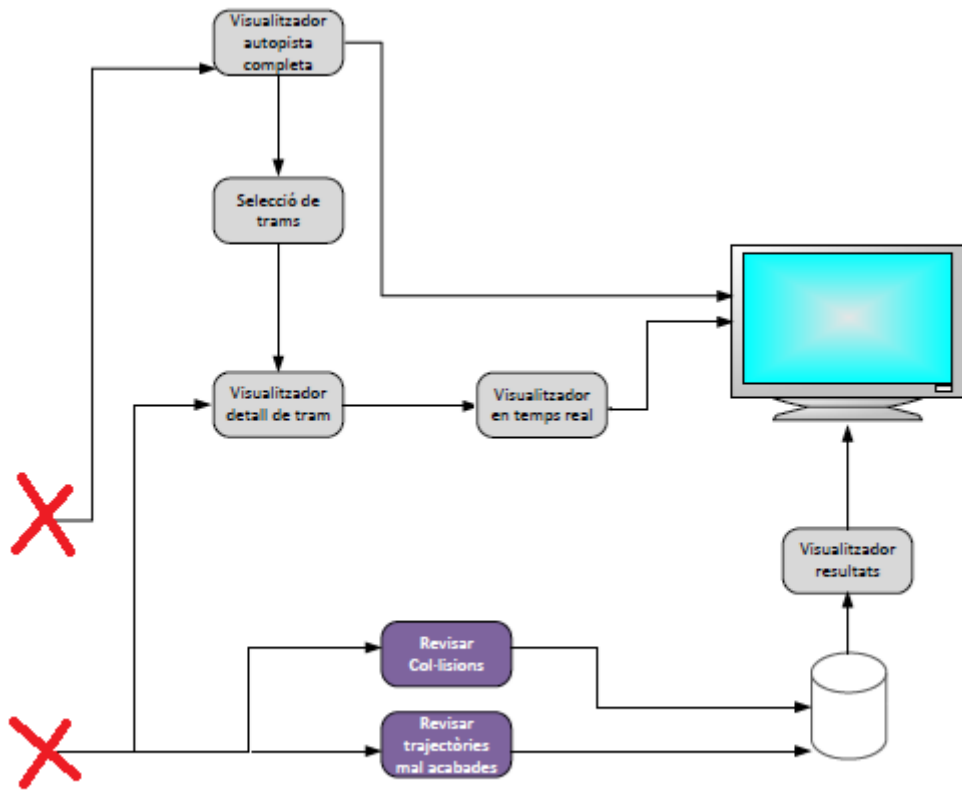 Visualitzador
autopista
completa
Selecció de
trams
Visualitzador
detall de tram
Visualitzador
en temps real
Visualitzador
resultats
Revisar
Col·lisions
Revisar
trajectòries
mal acabades